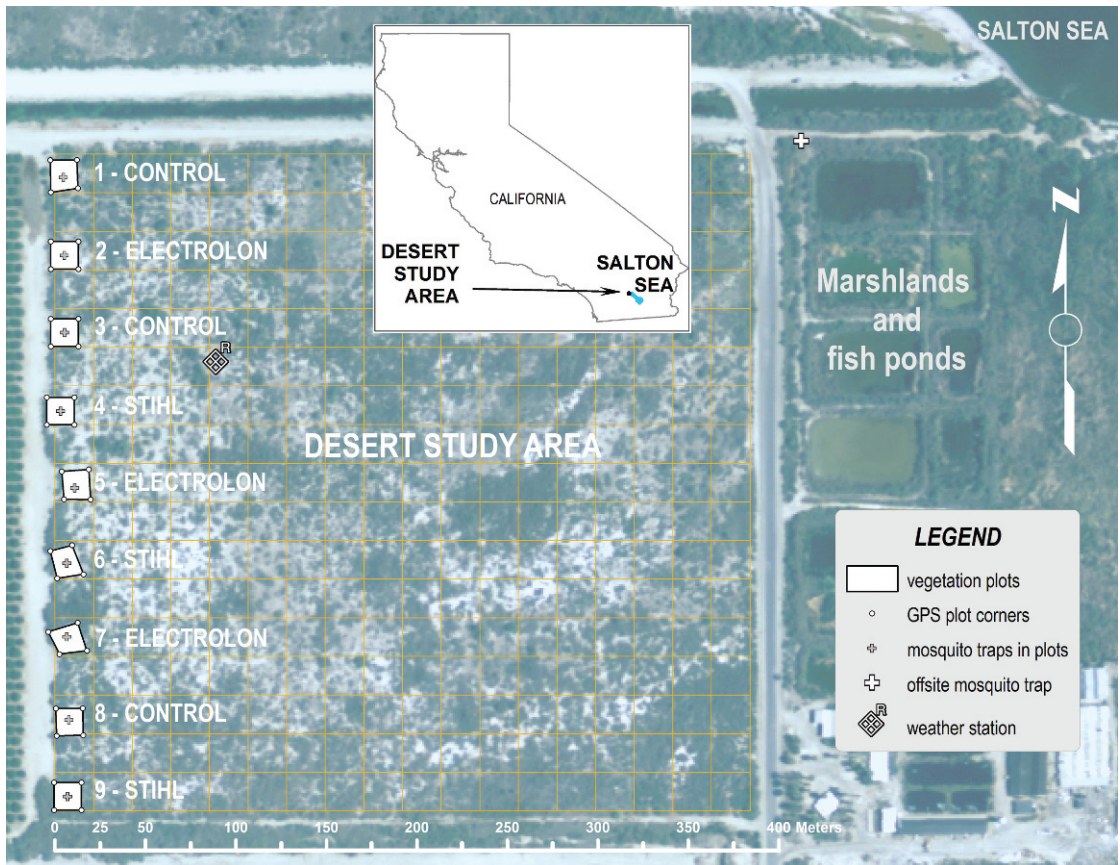 SALTON SEA
1 - CONTROL
2 - ELECTROLON
3 - CONTROL
R
4 - STIHL
5 - ELECTROLON
6 - STIHL
7 - ELECTROLON
8 - CONTROL
9 - STIHL
DESERT STUDY AREA
CALIFORNIA
DESERT
STUDY
AREA
SALTON
SEA
Marshlands
and
fish ponds
N
LEGEND
vegetation plots
GPS plot corners
mosquito traps in plots
offsite mosquito trap
R
weather station
0 25 50 100 150 200 250 300 350 400 Meters